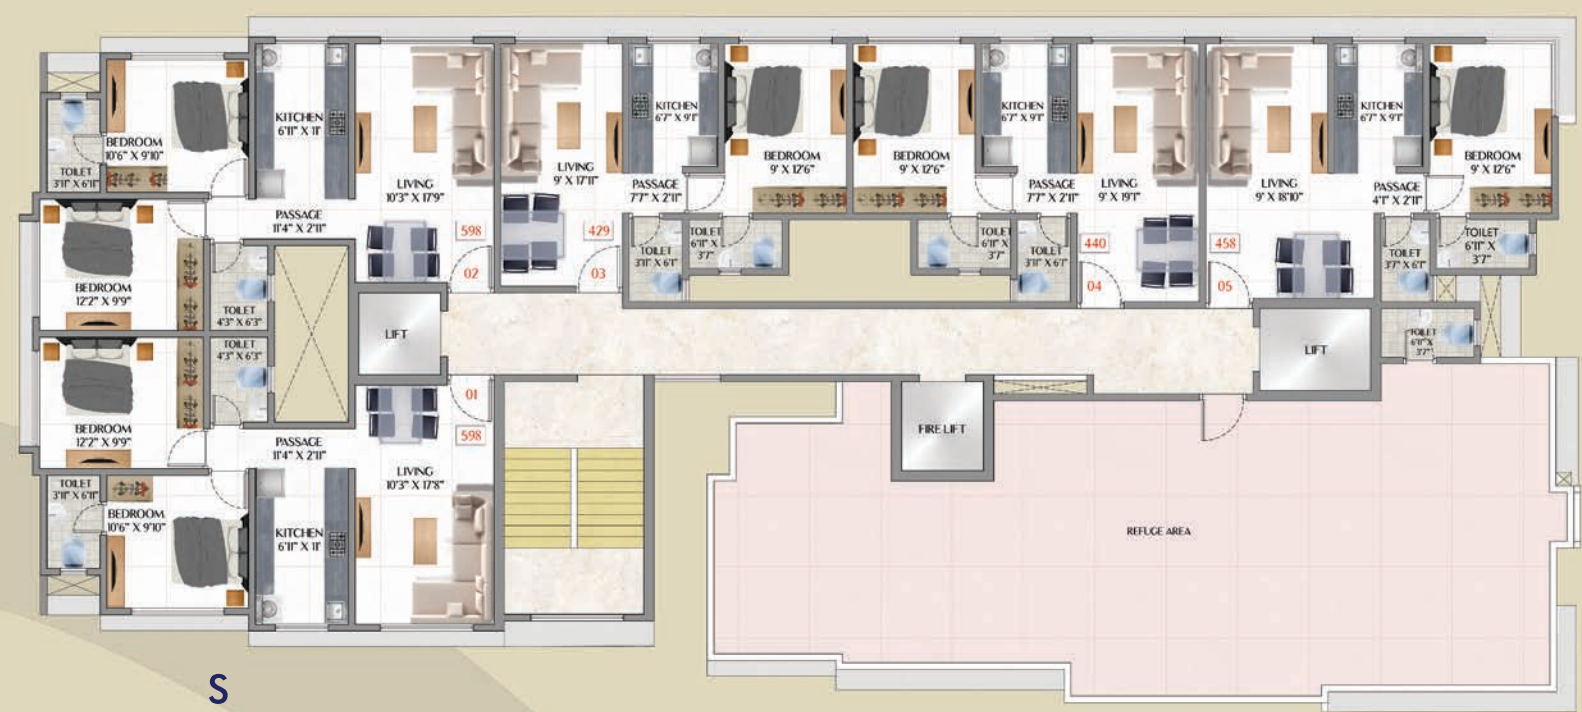 BEDROOM
10'6" X 9'10"
TOILET
3'11" X 6'11"
KITCHEN
6'11" X 11'
LIVING
10'3" X 17'9"
PASSAGE
11'4" X 2'11"
598
02
BEDROOM
12'2" X 9'9"
TOILET
4'3" X 6'3"
LIVING
9' X 17'11"
KITCHEN
6'7" X 9'1"
PASSAGE
7'7" X 2'11"
BEDROOM
9' X 12'6"
429
03
TOILET
3'11" X 6'1"
TOILET
6'11" X
3'7"
BEDROOM
9' X 12'6"
KITCHEN
6'7" X 9'1"
PASSAGE
7'7" X 2'11"
LIVING
9' X 19'1"
TOILET
6'11" X
3'7"
TOILET
3'11" X 6'1"
440
04
LIVING
9' X 18'10"
KITCHEN
6'7" X 9'1"
PASSAGE
4'1" X 2'11"
BEDROOM
9' X 12'6"
458
05
TOILET
3'7" X 6'1"
TOILET
6'11" X
3'7"
TOILET
6'11" X
3'7"
LIFT
LIFT
TOILET
4'3" X 6'3"
BEDROOM
12'2" X 9'9"
01
598
PASSAGE
11'4" X 2'11"
LIVING
10'3" X 17'8"
TOILET
3'11" X 6'11"
BEDROOM
10'6" X 9'10"
KITCHEN
6'11" X 11'
FIRE LIFT
REFUGE AREA
S